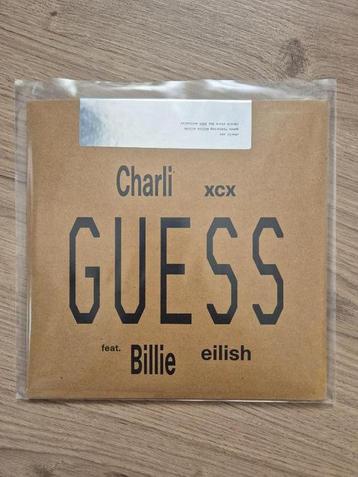 Charli xcx
GUESS
feat. Billie eilish